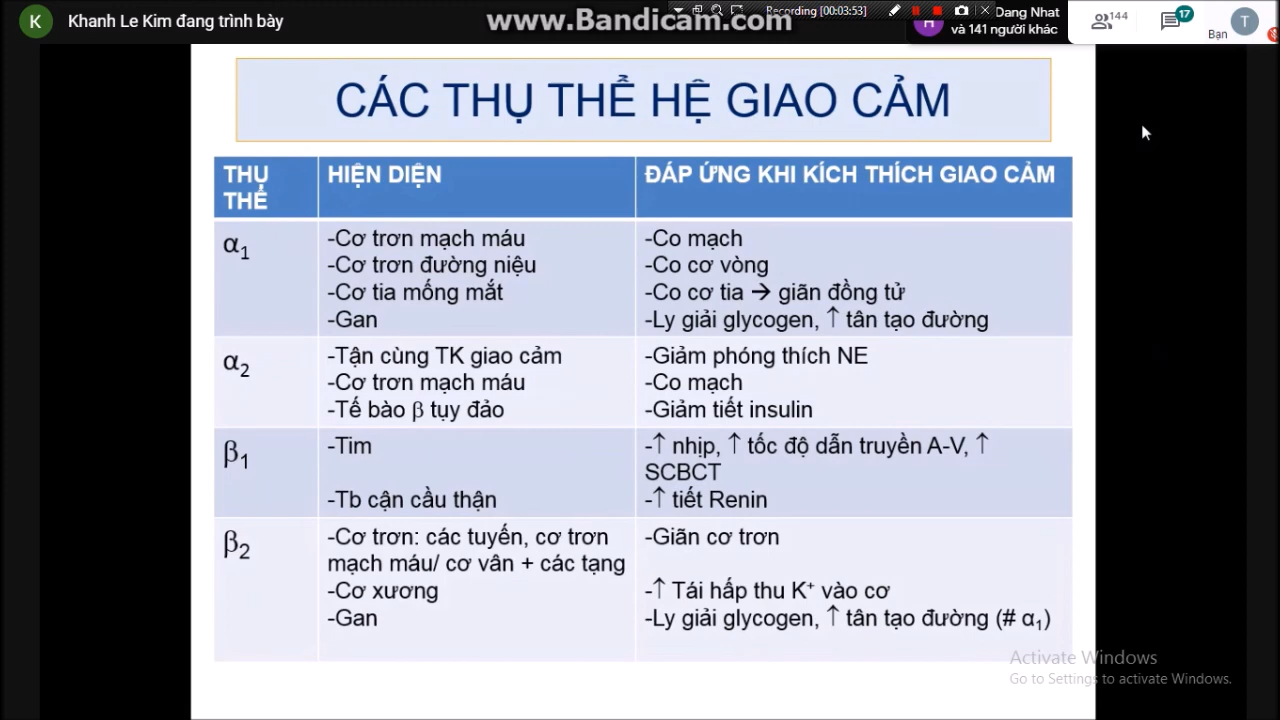 K Khanh Le Kim đang trình bày
www.Bandicam.com
Recording [00:03:53]
H Dang Nhat
và 141 người khác
144
17
Bạn
T
CÁC THỤ THỂ HỆ GIAO CẢM
THỤ THỂ
HIỆN DIỆN
ĐÁP ỨNG KHI KÍCH THÍCH GIAO CẢM
α1
-Cơ trơn mạch máu
-Cơ trơn đường niệu
-Cơ tia mống mắt
-Gan
-Co mạch
-Co cơ vòng
-Co cơ tia → giãn đồng tử
-Ly giải glycogen, ↑ tân tạo đường
α2
-Tận cùng TK giao cảm
-Cơ trơn mạch máu
-Tế bào β tụy đảo
-Giảm phóng thích NE
-Co mạch
-Giảm tiết insulin
β1
-Tim
-Tb cận cầu thận
-↑ nhịp, ↑ tốc độ dẫn truyền A-V, ↑
SCBCT
-↑ tiết Renin
β2
-Cơ trơn: các tuyến, cơ trơn
mạch máu/ cơ vân + các tạng
-Cơ xương
-Gan
-Giãn cơ trơn
-↑ Tái hấp thu K⁺ vào cơ
-Ly giải glycogen, ↑ tân tạo đường (# α1)
Activate Windows
Go to Settings to activate Windows.